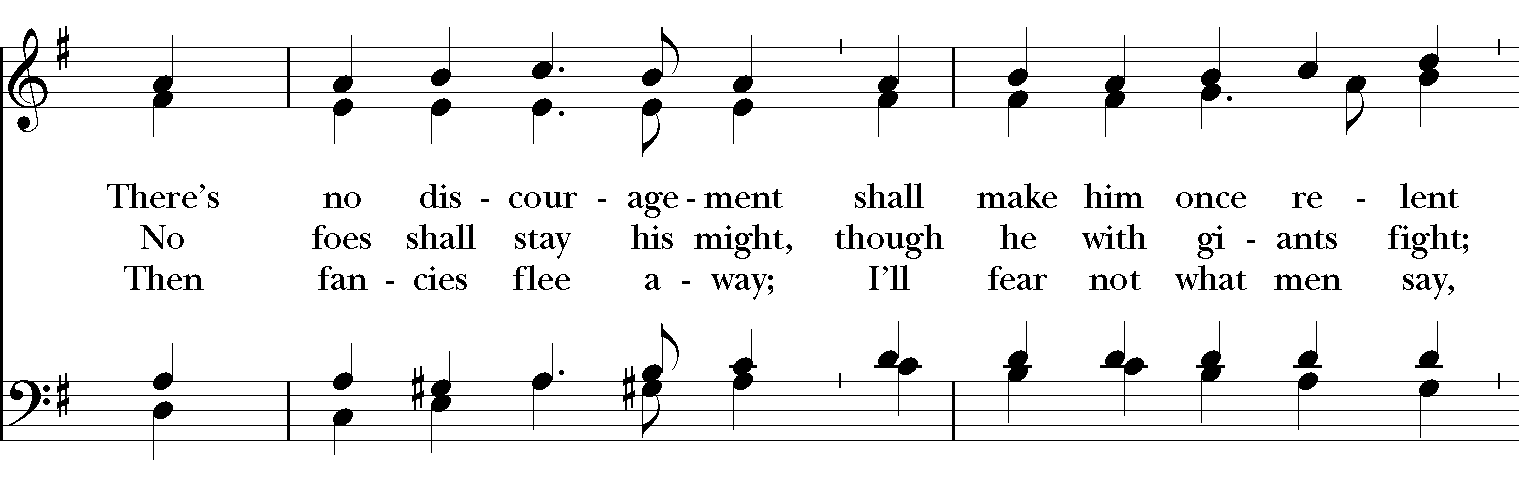 There’s no dis - cour - age - ment shall make him once re - lent
No foes shall stay his might, though he with gi - ants fight;
Then fan - cies flee a - way; I’ll fear not what men say,